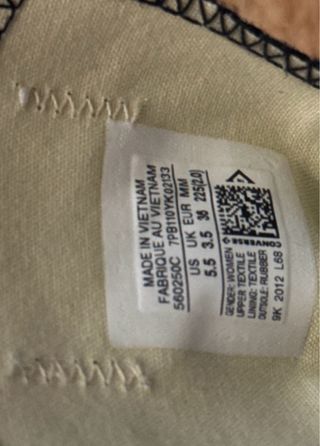 MADE IN VIETNAM
FABRIQUE AU VIETNAM
560250C 7PB110YK02133
US UK EUR MM
5.5 3.5 36 225(2.0)
CONVERSE
GENDER: WOMEN
UPPER: TEXTILE
LINING: TEXTILE
OUTSOLE: RUBBER
9K 2012 L68